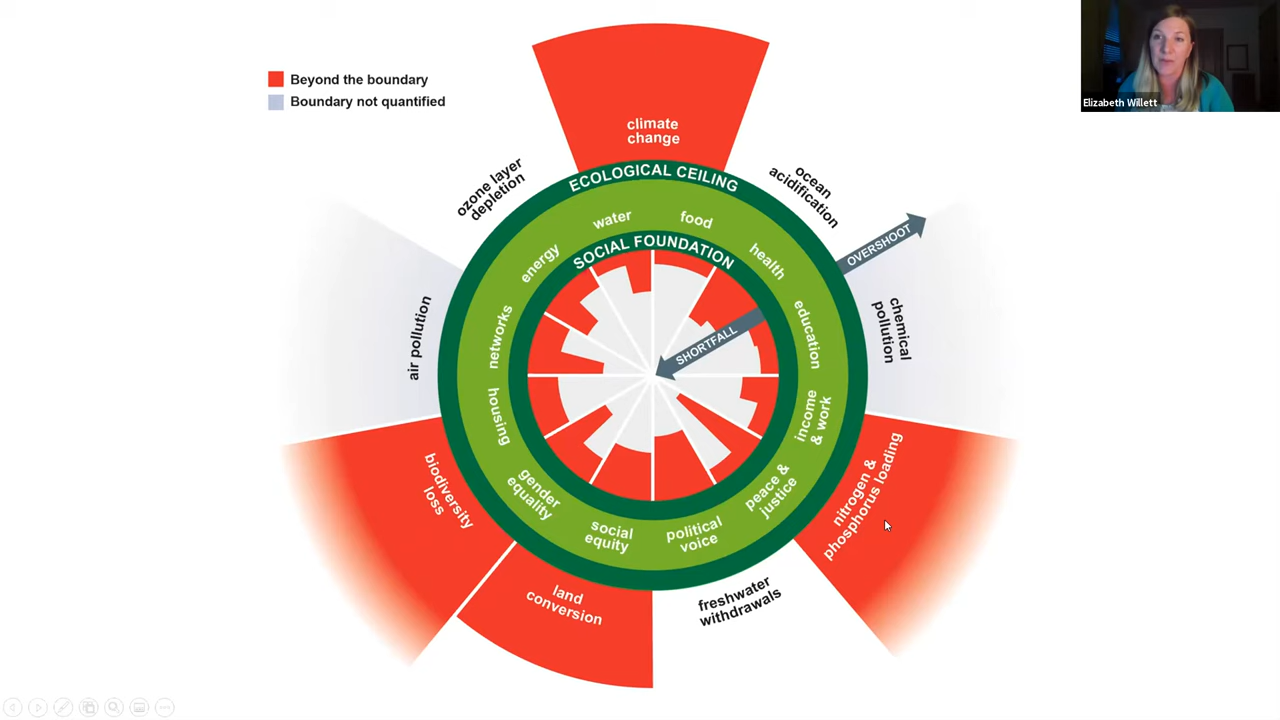 Elizabeth Willett
Beyond the boundary
Boundary not quantified
climate
change
ozone layer
depletion
ocean
acidification
ECOLOGICAL CEILING
water
food
energy
health
SOCIAL FOUNDATION
OVERSHOOT
SHORTFALL
air pollution
networks
education
chemical
pollution
housing
income
& work
biodiversity
loss
gender
equality
social
equity
political
voice
peace &
justice
nitrogen &
phosphorus loading
land
conversion
freshwater
withdrawals